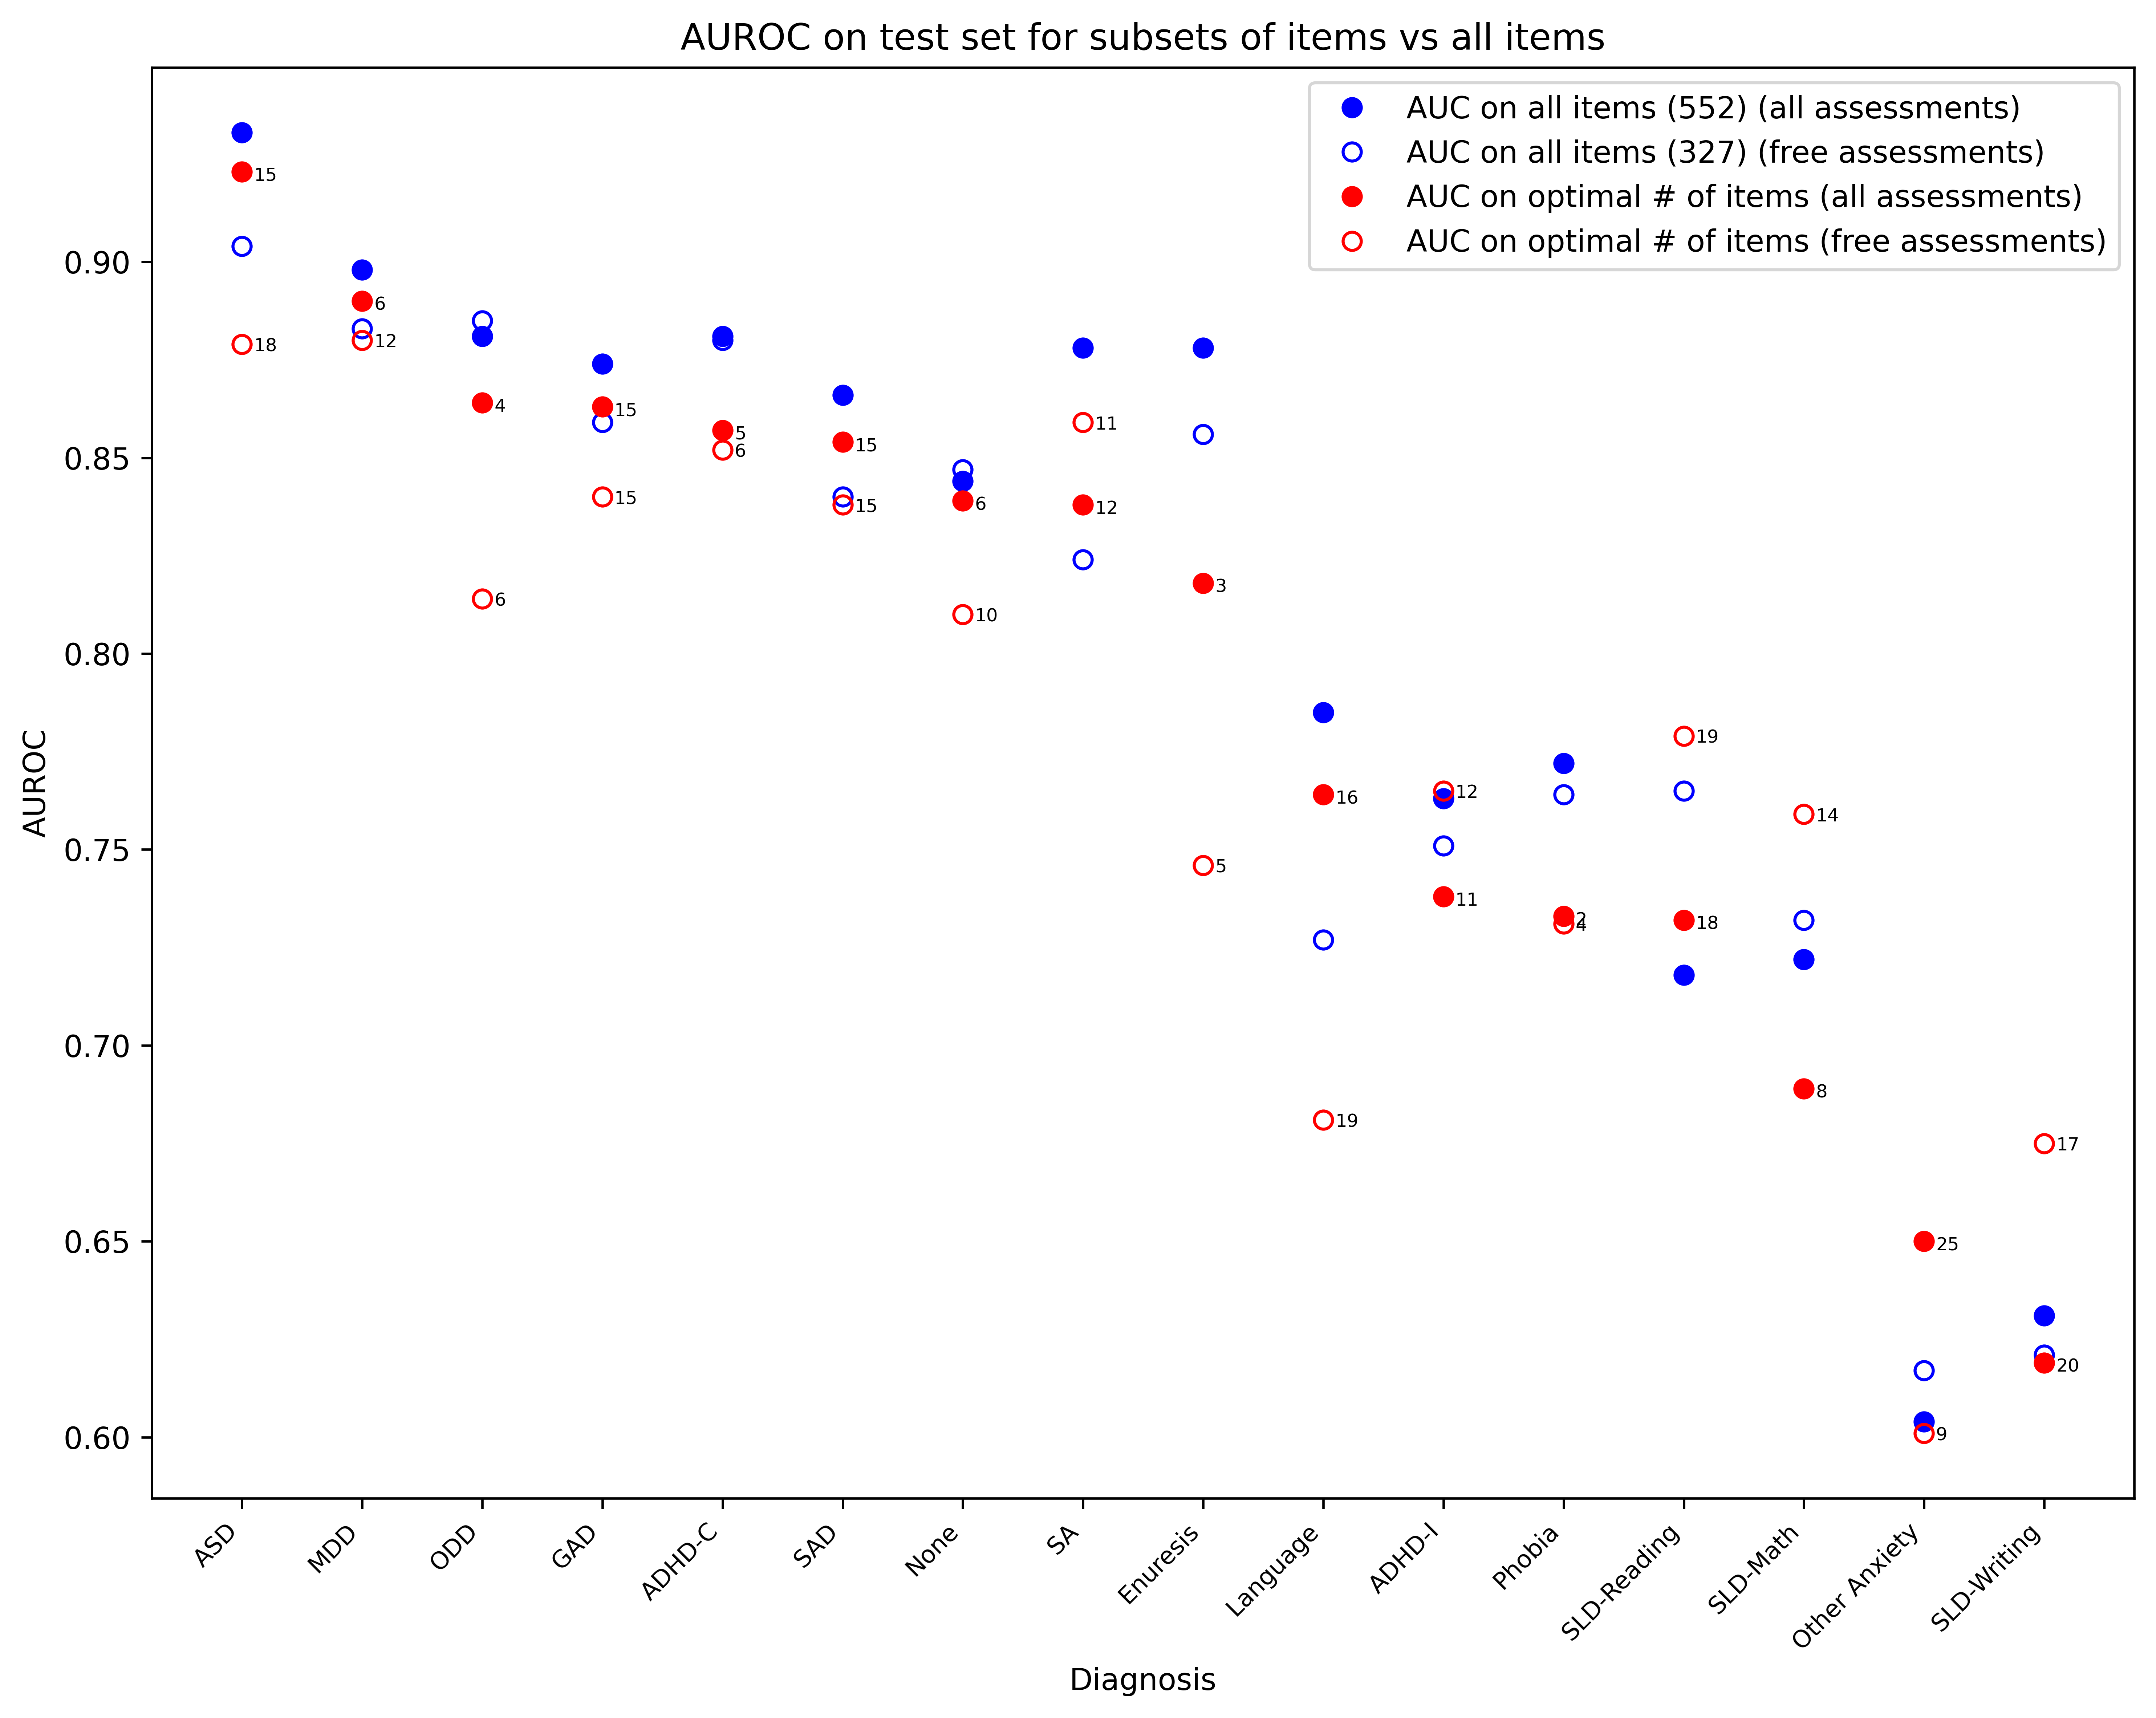 AUROC on test set for subsets of items vs all items
AUC on all items (552) (all assessments)
AUC on all items (327) (free assessments)
AUC on optimal # of items (all assessments)
AUC on optimal # of items (free assessments)
AUROC
0.90
0.85
0.80
0.75
0.70
0.65
0.60
15
18
6
12
4
6
15
15
5
6
15
15
6
10
11
12
3
5
16
19
12
11
2
4
19
18
14
8
25
9
17
20
ASD
MDD
ODD
GAD
ADHD-C
SAD
None
SA
Enuresis
Language
ADHD-I
Phobia
SLD-Reading
SLD-Math
Other Anxiety
SLD-Writing
Diagnosis